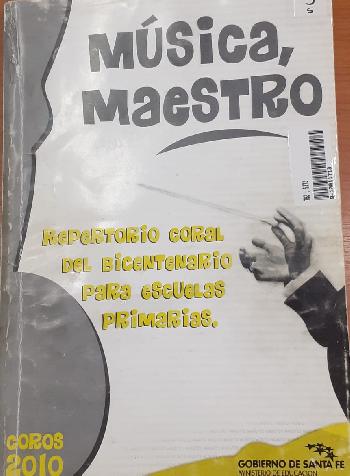 MÚSICA,
MAESTRO
REPERTORIO CORAL
DEL BICENTENARIO
PARA ESCUELAS
PRIMARIAS.
COROS
2010
GOBIERNO DE SANTA FE
MINISTERIO DE EDUCACIÓN